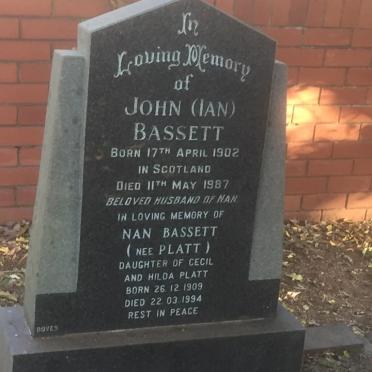 In
Loving Memory
of
JOHN (IAN)
BASSETT
BORN 17TH APRIL 1902
IN SCOTLAND
DIED 11TH MAY 1987
BELOVED HUSBAND OF NAN.
IN LOVING MEMORY OF
NAN BASSETT
(NEE PLATT)
DAUGHTER OF CECIL
AND HILDA PLATT
BORN 26.12.1909
DIED 22.03.1994
REST IN PEACE
DOVES